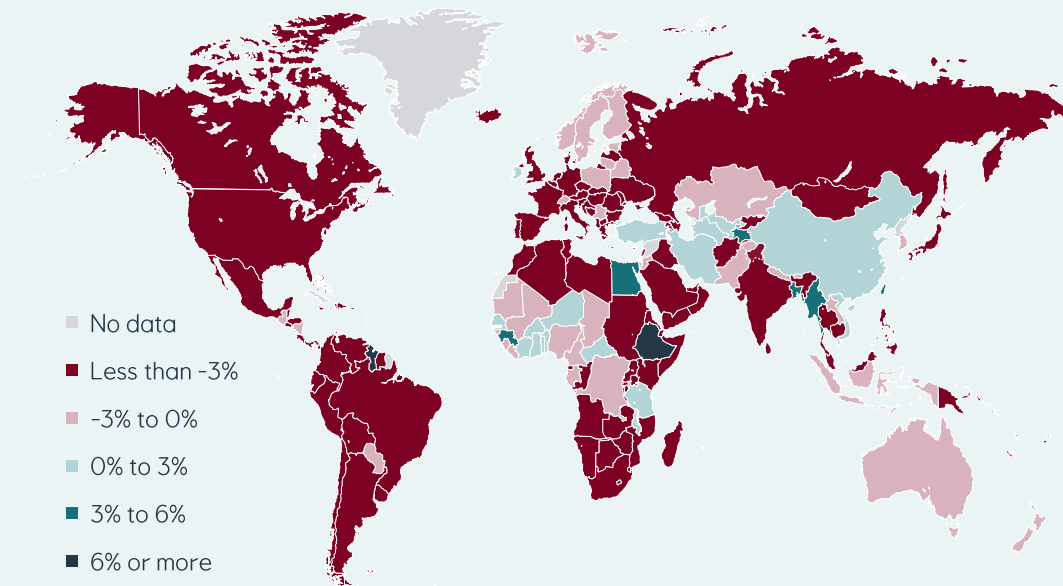 No data
Less than -3%
-3% to 0%
0% to 3%
3% to 6%
6% or more